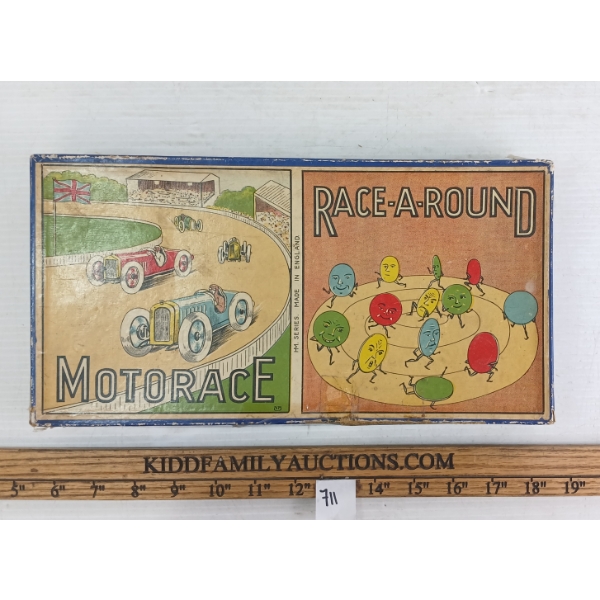 RACE-A-ROUND
MOTORACE
HM SERIES. MADE IN ENGLAND.
KIDDFAMILYAUCTIONS.COM
5" 6" 7" 8" 9" 10" 11" 12" 14" 15" 16" 17" 18" 19"
711